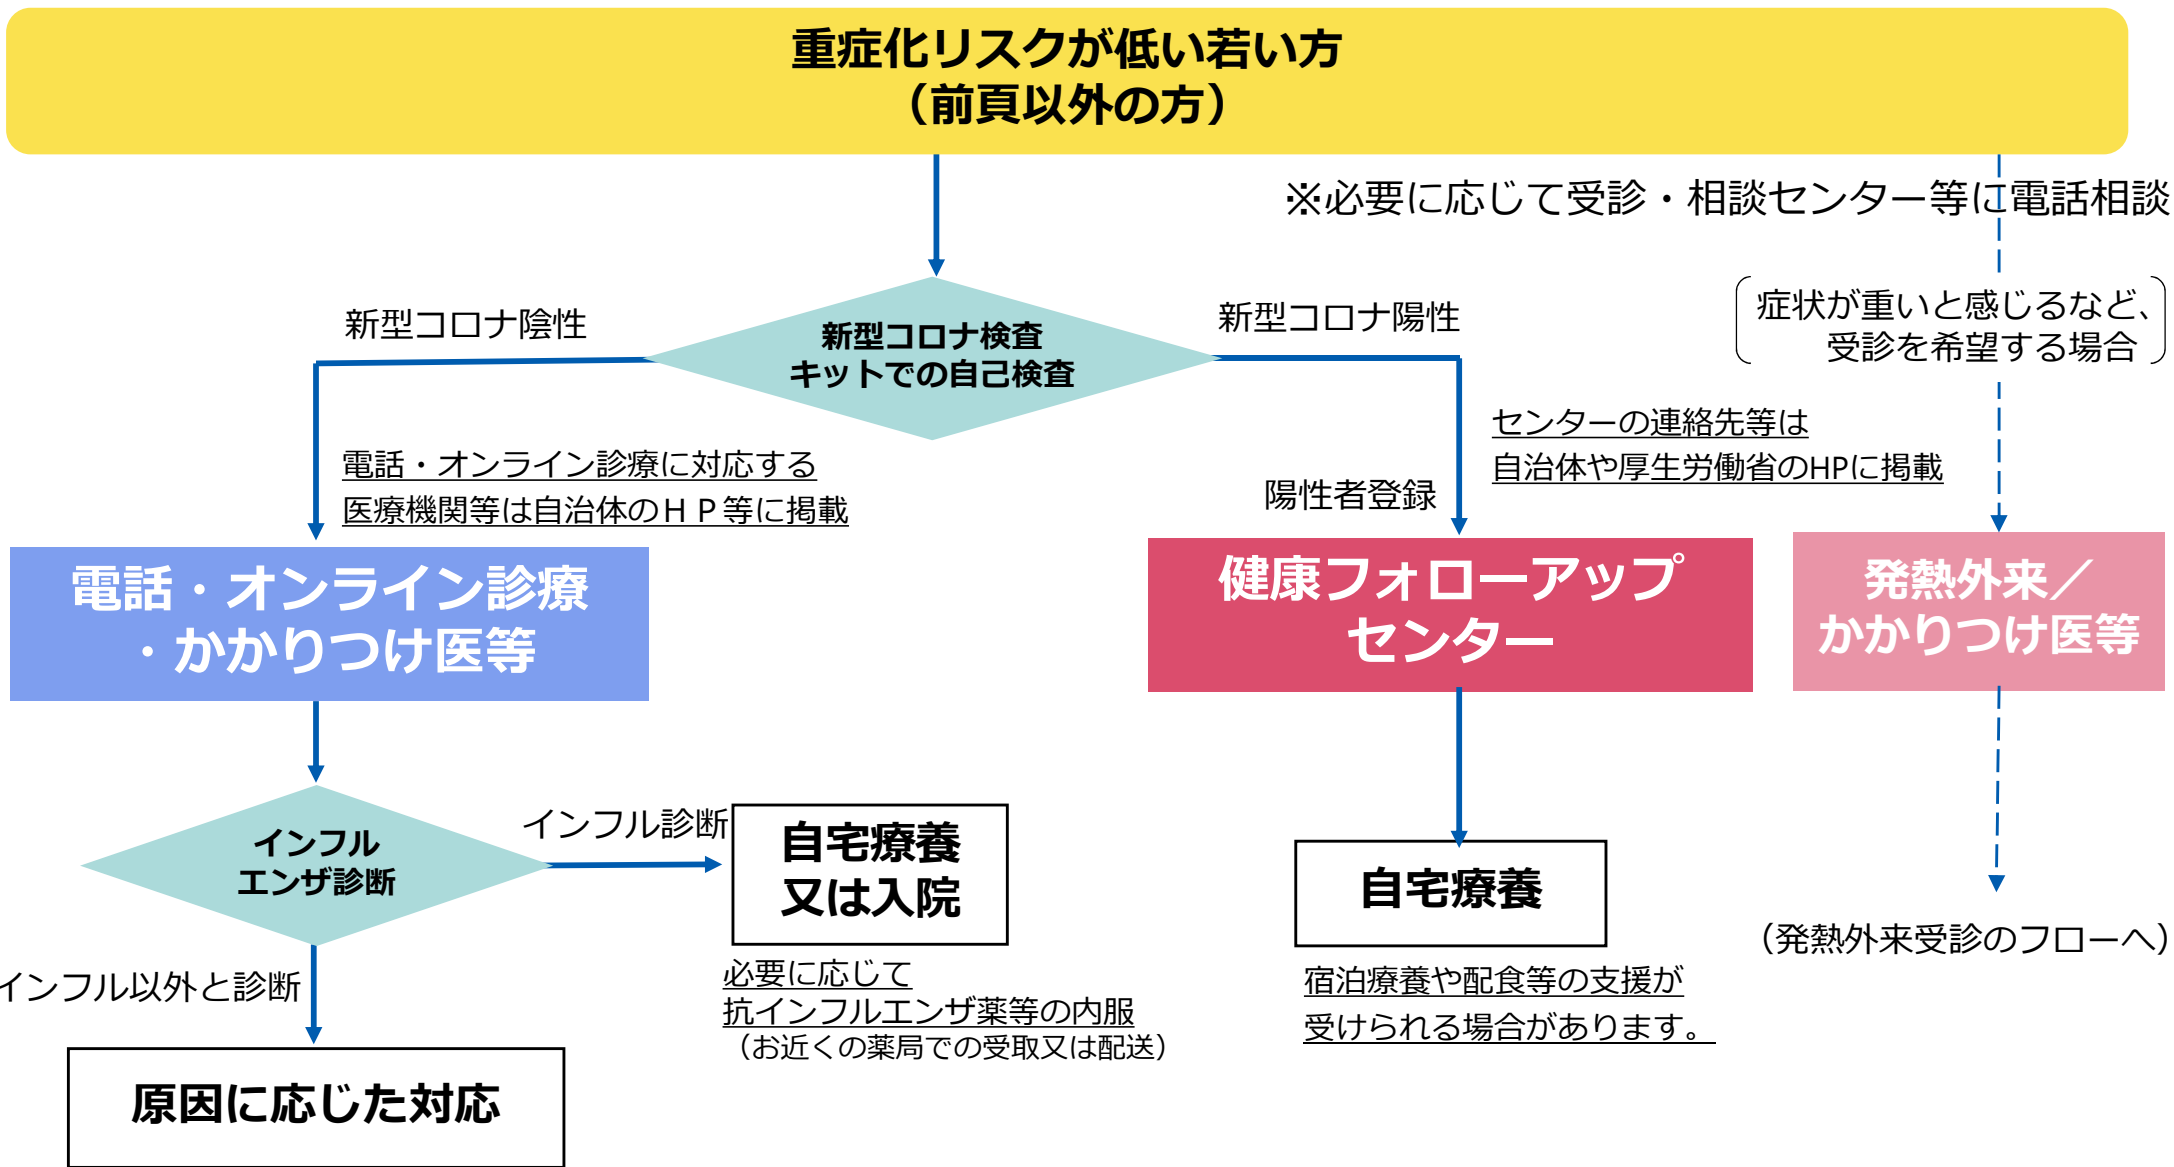 重症化リスクが低い若い方
（前頁以外の方）
※必要に応じて受診・相談センター等に電話相談
症状が重いと感じるなど、
受診を希望する場合
新型コロナ陰性
新型コロナ検査
キットでの自己検査
新型コロナ陽性
電話・オンライン診療に対応する
医療機関等は自治体のＨＰ等に掲載
センターの連絡先等は
自治体や厚生労働省のHPに掲載
陽性者登録
電話・オンライン診療
・かかりつけ医等
健康フォローアップ
センター
発熱外来／
かかりつけ医等
インフル
エンザ診断
インフル診断
自宅療養
又は入院
必要に応じて
抗インフルエンザ薬等の内服
（お近くの薬局での受取又は配送）
インフル以外と診断
原因に応じた対応
自宅療養
宿泊療養や配食等の支援が
受けられる場合があります。
（発熱外来受診のフローへ）